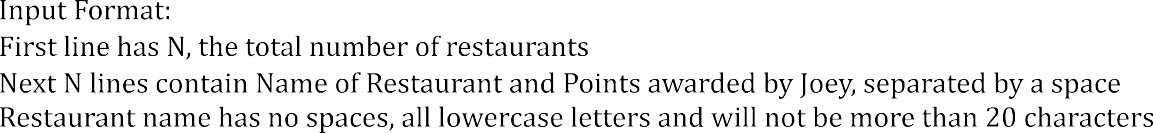 Input Format:
First line has N, the total number of restaurants
Next N lines contain Name of Restaurant and Points awarded by Joey, separated by a space
Restaurant name has no spaces, all lowercase letters and will not be more than 20 characters